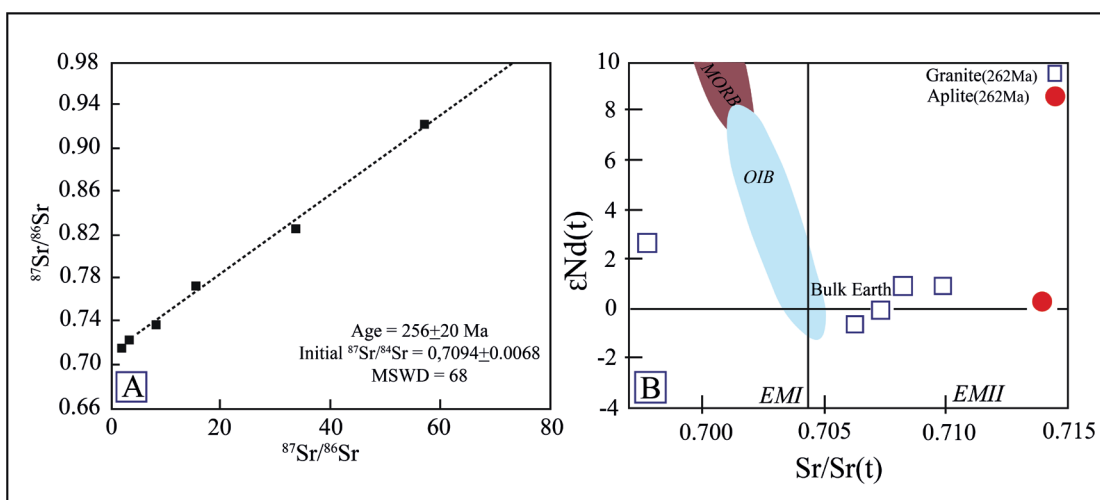 0.98
0.94
0.90
0.86
0.82
0.78
0.74
0.70
0.66
87Sr/86Sr
Age = 256±20 Ma
Initial 87Sr/84Sr = 0,7094±0.0068
MSWD = 68
A
0 20 40 60 80
87Sr/86Sr
10
8
6
4
2
0
-2
-4
εNd(t)
MORB
OIB
Granite(262Ma)
Aplite(262Ma)
Bulk Earth
B
EMI
EMII
0.700 0.705 0.710 0.715
Sr/Sr(t)